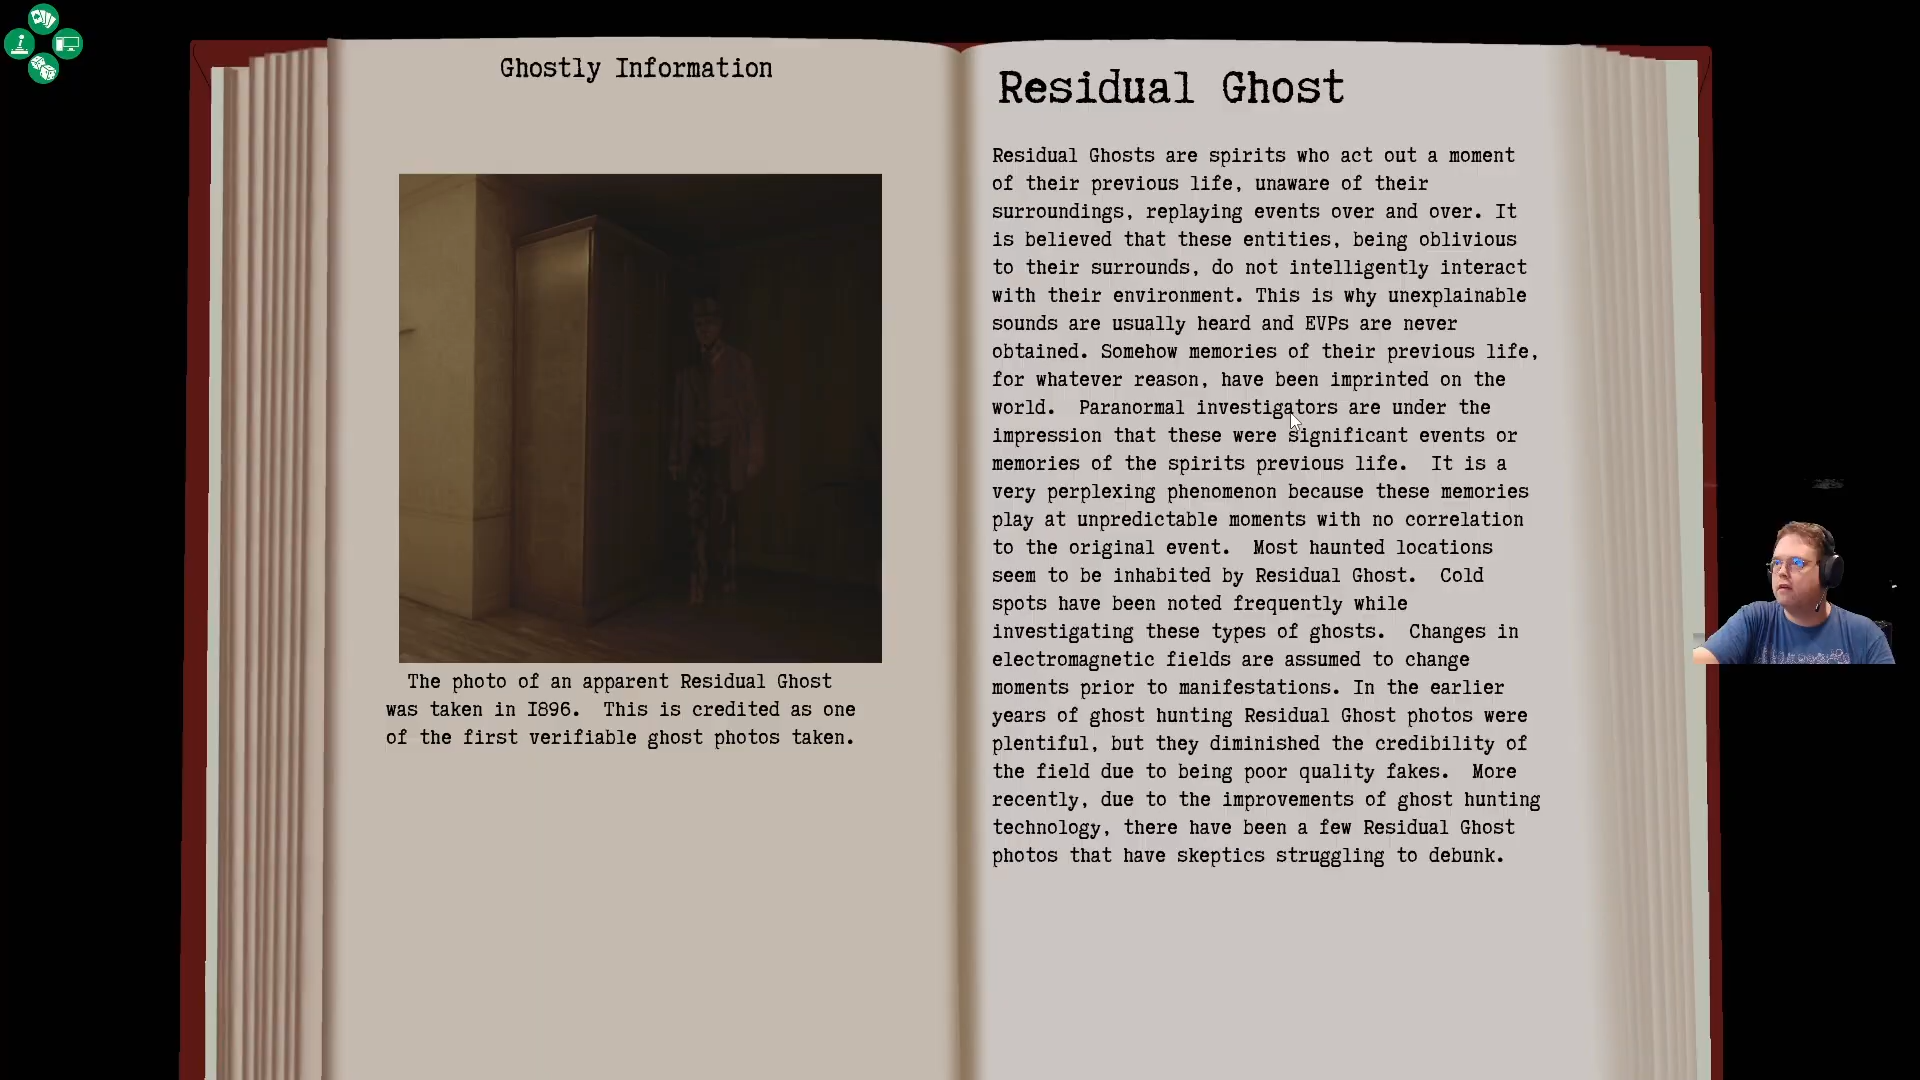 Ghostly Information
The photo of an apparent Residual Ghost
was taken in 1896.  This is credited as one
of the first verifiable ghost photos taken.
Residual Ghost
Residual Ghosts are spirits who act out a moment
of their previous life, unaware of their
surroundings, replaying events over and over. It
is believed that these entities, being oblivious
to their surrounds, do not intelligently interact
with their environment. This is why unexplainable
sounds are usually heard and EVPs are never
obtained. Somehow memories of their previous life,
for whatever reason, have been imprinted on the
world.  Paranormal investigators are under the
impression that these were significant events or
memories of the spirits previous life.  It is a
very perplexing phenomenon because these memories
play at unpredictable moments with no correlation
to the original event.  Most haunted locations
seem to be inhabited by Residual Ghost.  Cold
spots have been noted frequently while
investigating these types of ghosts.  Changes in
electromagnetic fields are assumed to change
moments prior to manifestations. In the earlier
years of ghost hunting Residual Ghost photos were
plentiful, but they diminished the credibility of
the field due to being poor quality fakes.  More
recently, due to the improvements of ghost hunting
technology, there have been a few Residual Ghost
photos that have skeptics struggling to debunk.